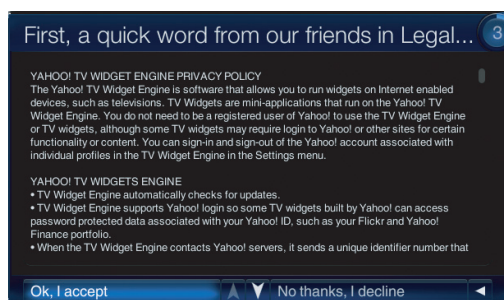 First, a quick word from our friends in Legal...
3
YAHOO! TV WIDGET ENGINE PRIVACY POLICY
The Yahoo! TV Widget Engine is software that allows you to run widgets on Internet enabled
devices, such as televisions. TV Widgets are mini-applications that run on the Yahoo! TV
Widget Engine. You do not need to be a registered user of Yahoo! to use the TV Widget Engine
or TV widgets, although some TV widgets may require login to Yahoo! or other sites for certain
functionality or content. You can sign-in and sign-out of the Yahoo! account associated with
individual profiles in the TV Widget Engine in the Settings menu.
YAHOO! TV WIDGETS ENGINE
• TV Widget Engine automatically checks for updates.
• TV Widget Engine supports Yahoo! login so some TV widgets built by Yahoo! can access
password protected data associated with your Yahoo! ID, such as your Flickr and Yahoo!
Finance portfolio.
• When the TV Widget Engine contacts Yahoo! servers, it sends a unique identifier number that
Ok, I accept
No thanks, I decline